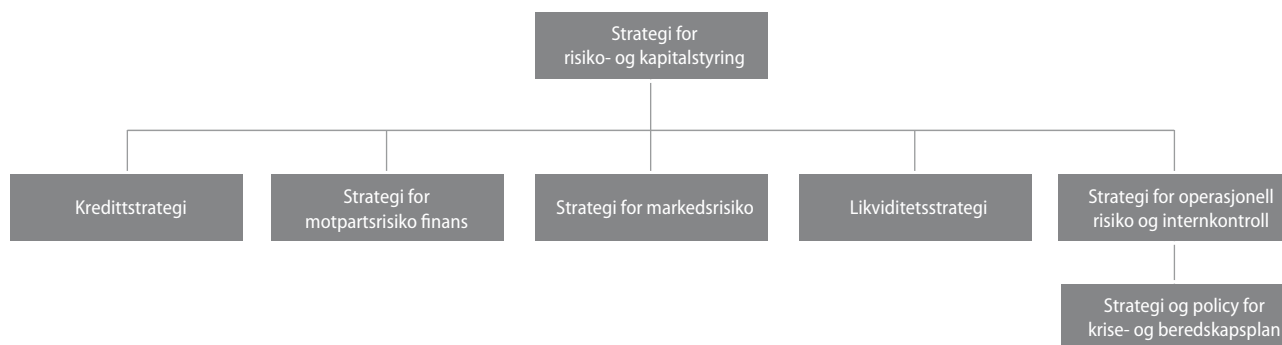 Strategi for
risiko- og kapitalstyring
Kredittstrategi
Strategi for
motpartsrisiko finans
Strategi for markedsrisiko
Likviditetsstrategi
Strategi for operasjonell
risiko og internkontroll
Strategi og policy for
krise- og beredskapsplan